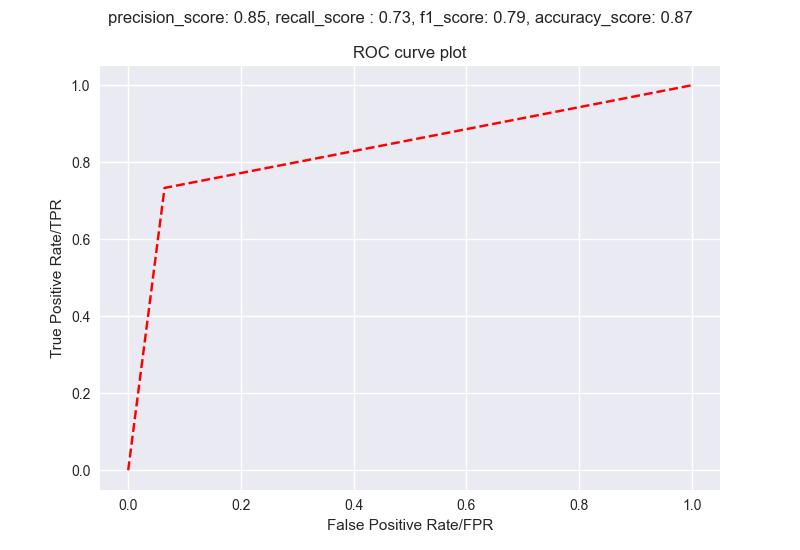 precision_score: 0.85, recall_score : 0.73, f1_score: 0.79, accuracy_score: 0.87
ROC curve plot
1.0
0.8
0.6
0.4
0.2
0.0
True Positive Rate/TPR
0.0 0.2 0.4 0.6 0.8 1.0
False Positive Rate/FPR